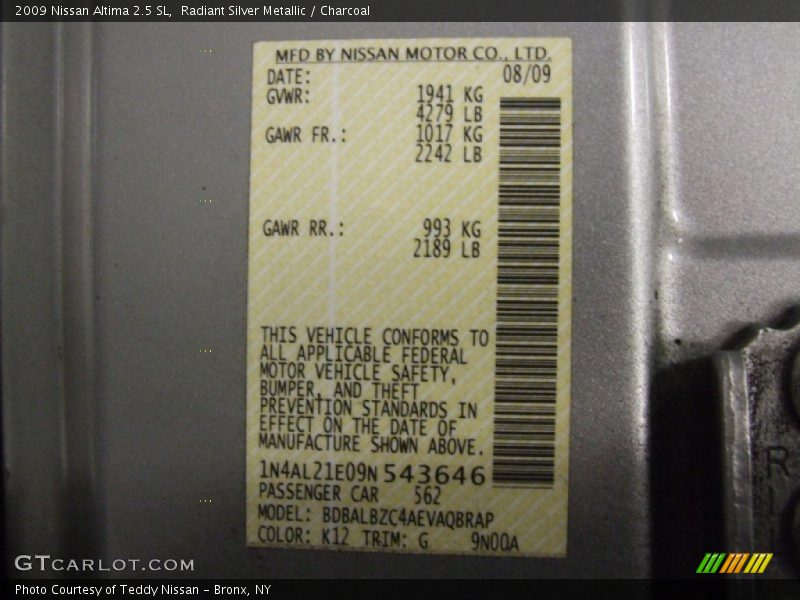 2009 Nissan Altima 2.5 SL,  Radiant Silver Metallic / Charcoal
MFD BY NISSAN MOTOR CO., LTD.
DATE: 08/09
GVWR: 1941 KG
4279 LB
GAWR FR.: 1017 KG
2242 LB
GAWR RR.: 993 KG
2189 LB
THIS VEHICLE CONFORMS TO
ALL APPLICABLE FEDERAL
MOTOR VEHICLE SAFETY,
BUMPER, AND THEFT
PREVENTION STANDARDS IN
EFFECT ON THE DATE OF
MANUFACTURE SHOWN ABOVE.
1N4AL21E09N543646
PASSENGER CAR 562
MODEL: BDBALBZC4AEVAQBRAP
COLOR: K12 TRIM: G 9N00A
R
GTCARLOT.COM
Photo Courtesy of Teddy Nissan – Bronx, NY